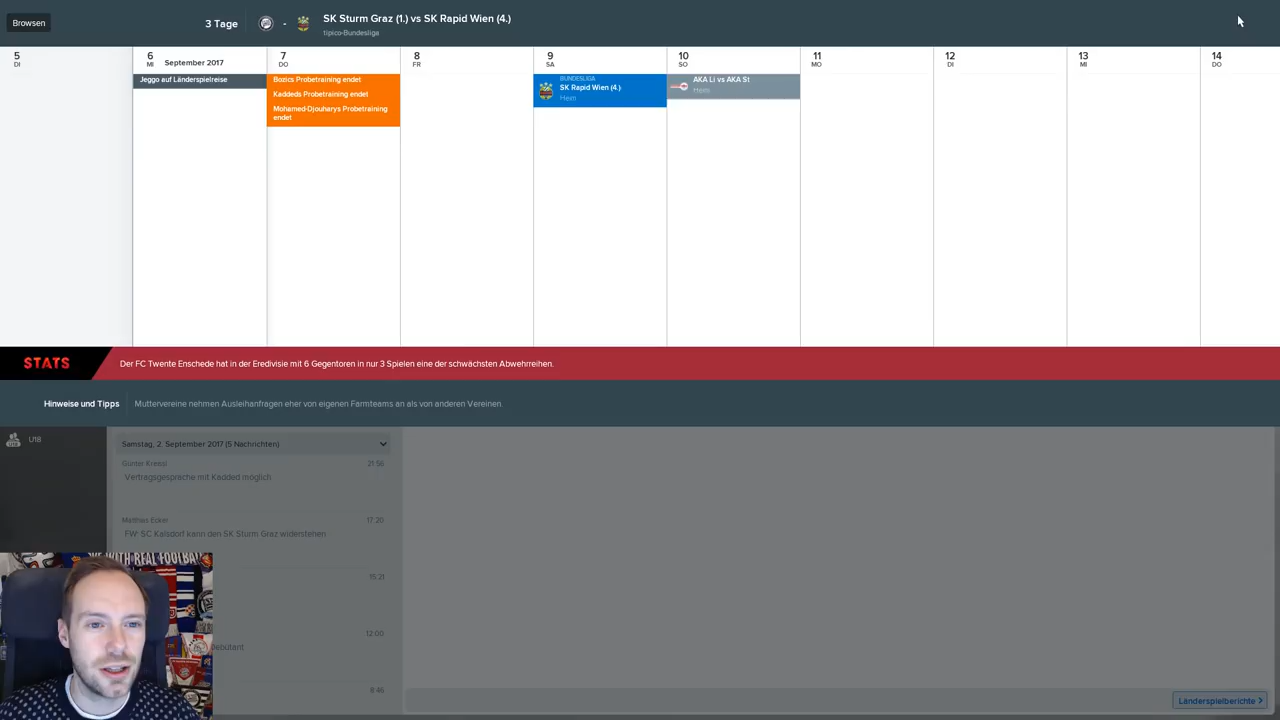 Browsen
3 Tage
-
SK Sturm Graz (1.) vs SK Rapid Wien (4.)
tipico-Bundesliga
5
DI
6
MI
September 2017
7
DO
8
FR
9
SA
10
SO
11
MO
12
DI
13
MI
14
DO
Jeggo auf Länderspielreise
Bozics Probetraining endet
Kaddeds Probetraining endet
Mohamed-Djouharys Probetraining
endet
BUNDESLIGA
SK Rapid Wien (4.)
Heim
AKA Li vs AKA St
Heim
STATS
Der FC Twente Enschede hat in der Eredivisie mit 6 Gegentoren in nur 3 Spielen eine der schwächsten Abwehrreihen.
Hinweise und Tipps
Muttervereine nehmen Ausleihanfragen eher von eigenen Farmteams an als von anderen Vereinen.
U18
Samstag, 2. September 2017 (5 Nachrichten)
Günter Kreissl
21:56
Vertragsgespräche mit Kadded möglich
17:20
FW: SC Kalsdorf kann den SK Sturm Graz widerstehen
15:21
12:00
Debütant
8:46
Länderspielberichte